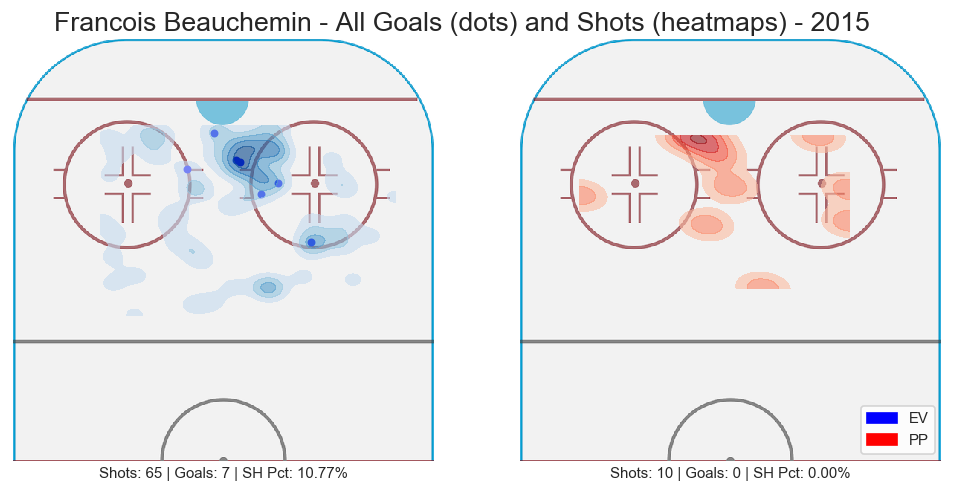 Francois Beauchemin - All Goals (dots) and Shots (heatmaps) - 2015
EV
PP
Shots: 65 | Goals: 7 | SH Pct: 10.77%
Shots: 10 | Goals: 0 | SH Pct: 0.00%